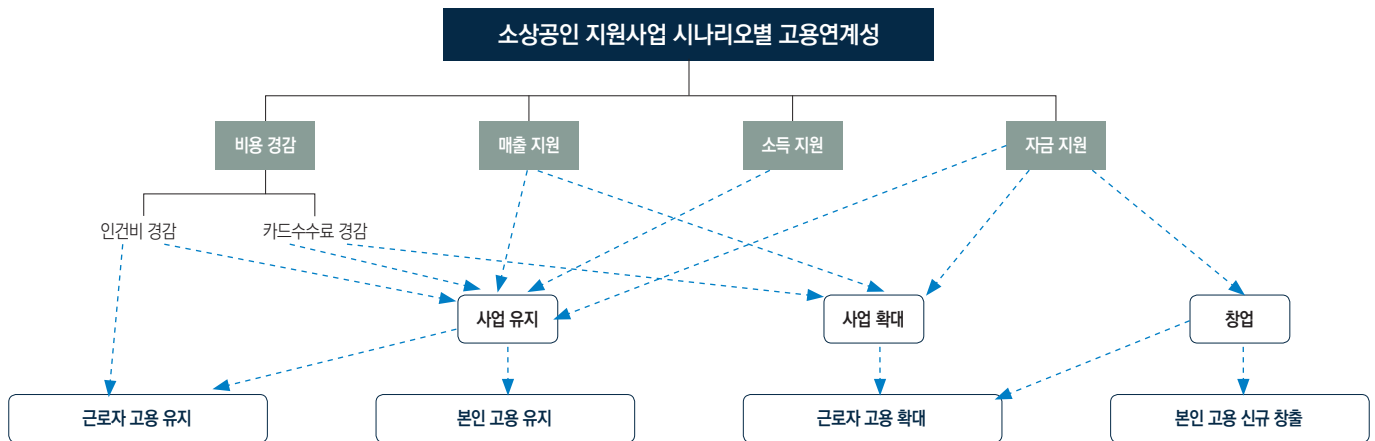 소상공인 지원사업 시나리오별 고용연계성
비용 경감
매출 지원
소득 지원
자금 지원
인건비 경감
카드수수료 경감
사업 유지
사업 확대
창업
근로자 고용 유지
본인 고용 유지
근로자 고용 확대
본인 고용 신규 창출